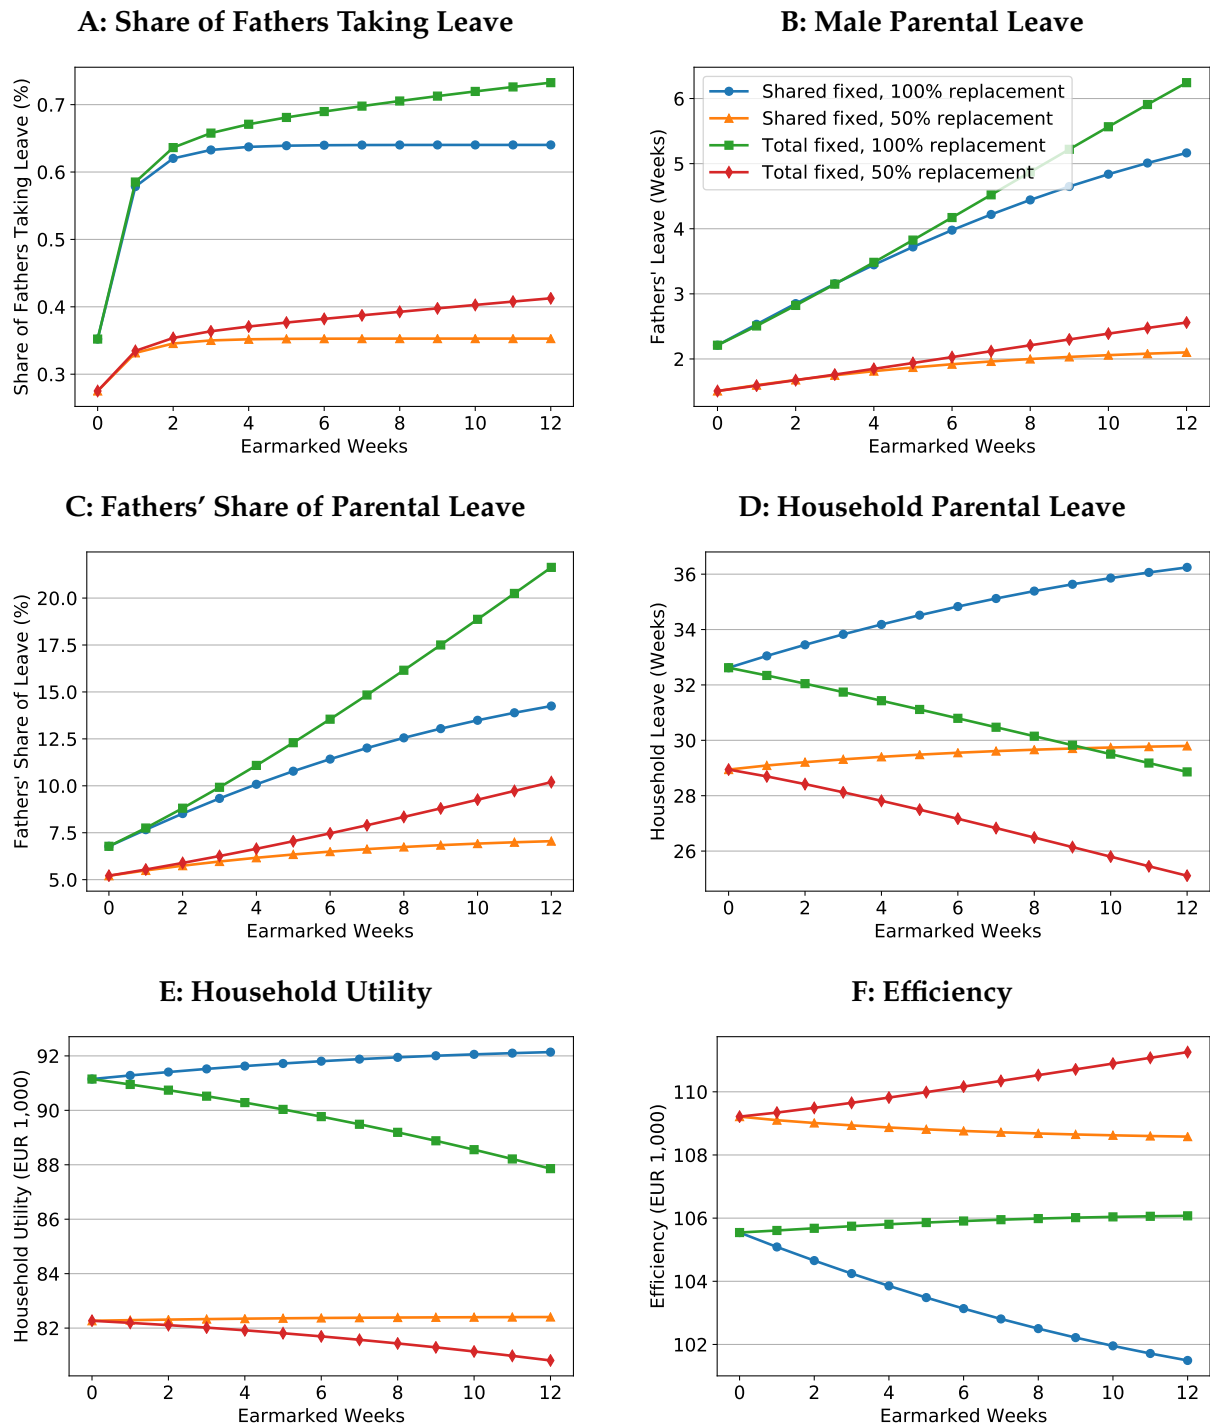 A: Share of Fathers Taking Leave
Share of Fathers Taking Leave (%)
0.7
0.6
0.5
0.4
0.3
0 2 4 6 8 10 12
Earmarked Weeks
B: Male Parental Leave
Fathers' Leave (Weeks)
Shared fixed, 100% replacement
Shared fixed, 50% replacement
Total fixed, 100% replacement
Total fixed, 50% replacement
6
5
4
3
2
0 2 4 6 8 10 12
Earmarked Weeks
C: Fathers’ Share of Parental Leave
Fathers' Share of Leave (%)
20.0
17.5
15.0
12.5
10.0
7.5
5.0
0 2 4 6 8 10 12
Earmarked Weeks
D: Household Parental Leave
Household Leave (Weeks)
36
34
32
30
28
26
0 2 4 6 8 10 12
Earmarked Weeks
E: Household Utility
Household Utility (EUR 1,000)
92
90
88
86
84
82
0 2 4 6 8 10 12
Earmarked Weeks
F: Efficiency
Efficiency (EUR 1,000)
110
108
106
104
102
0 2 4 6 8 10 12
Earmarked Weeks